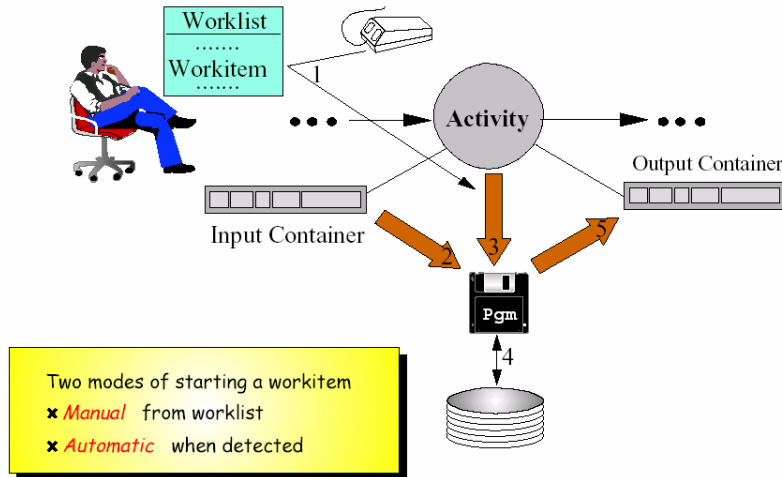 Worklist
.......
Workitem
.......
1
• • •
Activity
• • •
Output Container
Input Container
2
3
5
Pgm
4
Two modes of starting a workitem
✖ Manual from worklist
✖ Automatic when detected